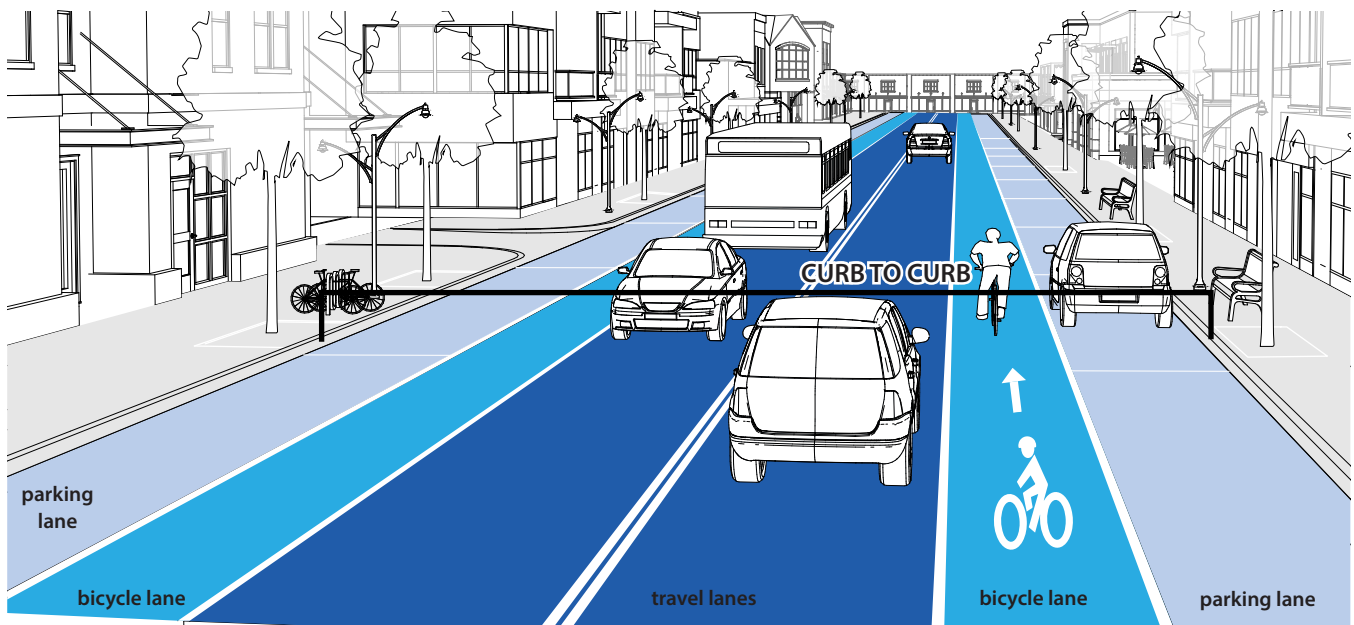 CURB TO CURB
parking
lane
bicycle lane
travel lanes
bicycle lane
parking lane